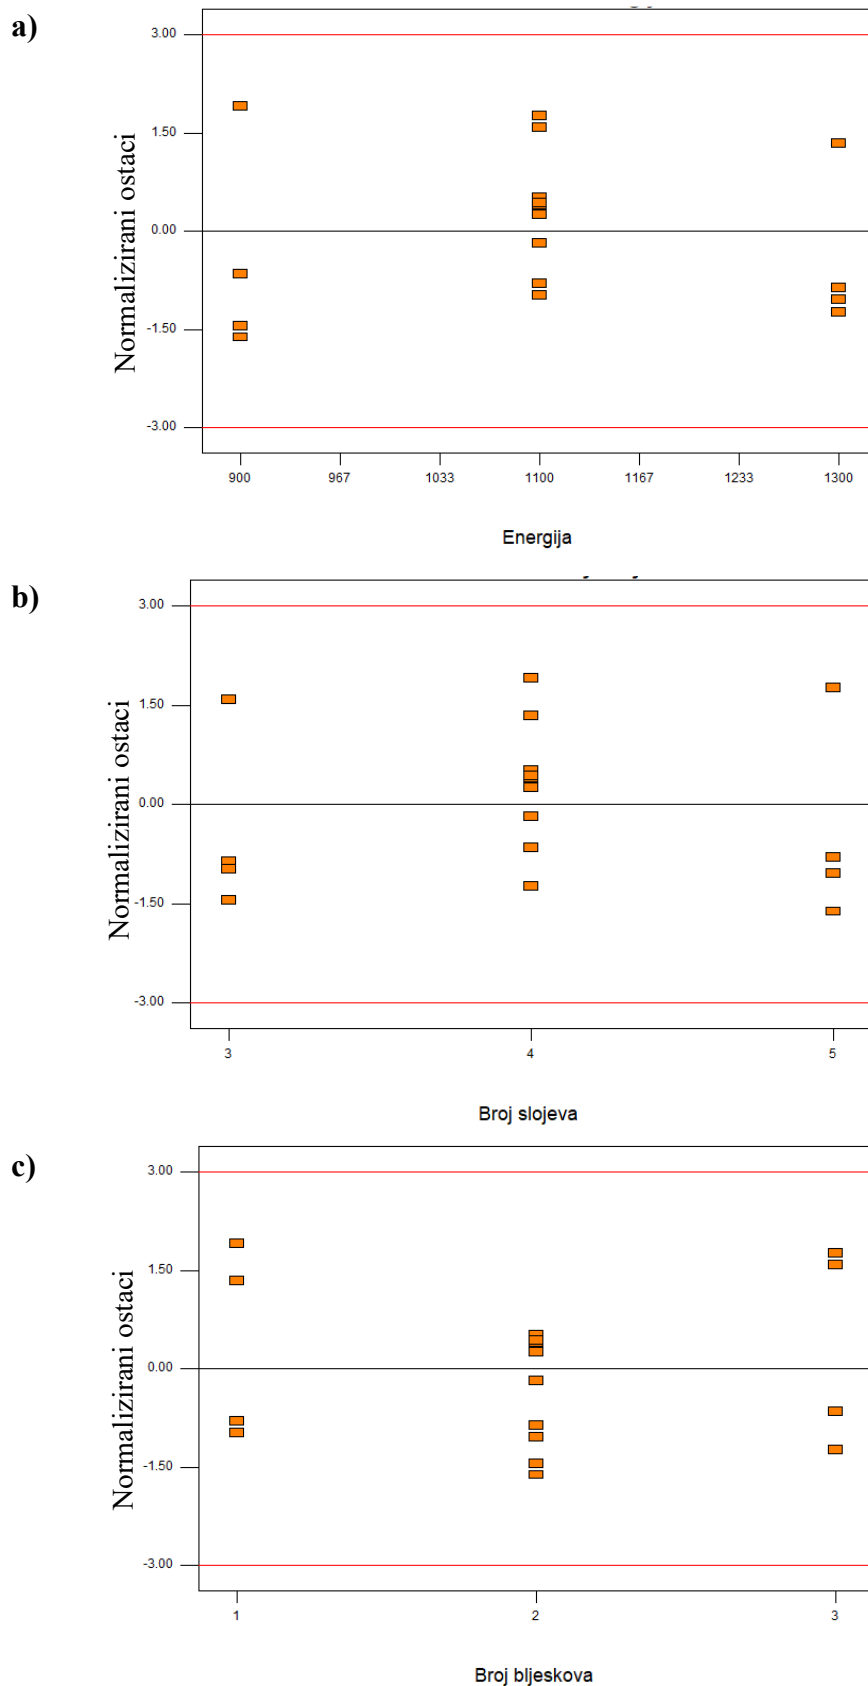 a)
Normalizirani ostaci
3.00
1.50
0.00
-1.50
-3.00
900 967 1033 1100 1167 1233 1300
Energija
b)
Normalizirani ostaci
3.00
1.50
0.00
-1.50
-3.00
3 4 5
Broj slojeva
c)
Normalizirani ostaci
3.00
1.50
0.00
-1.50
-3.00
1 2 3
Broj bljeskova